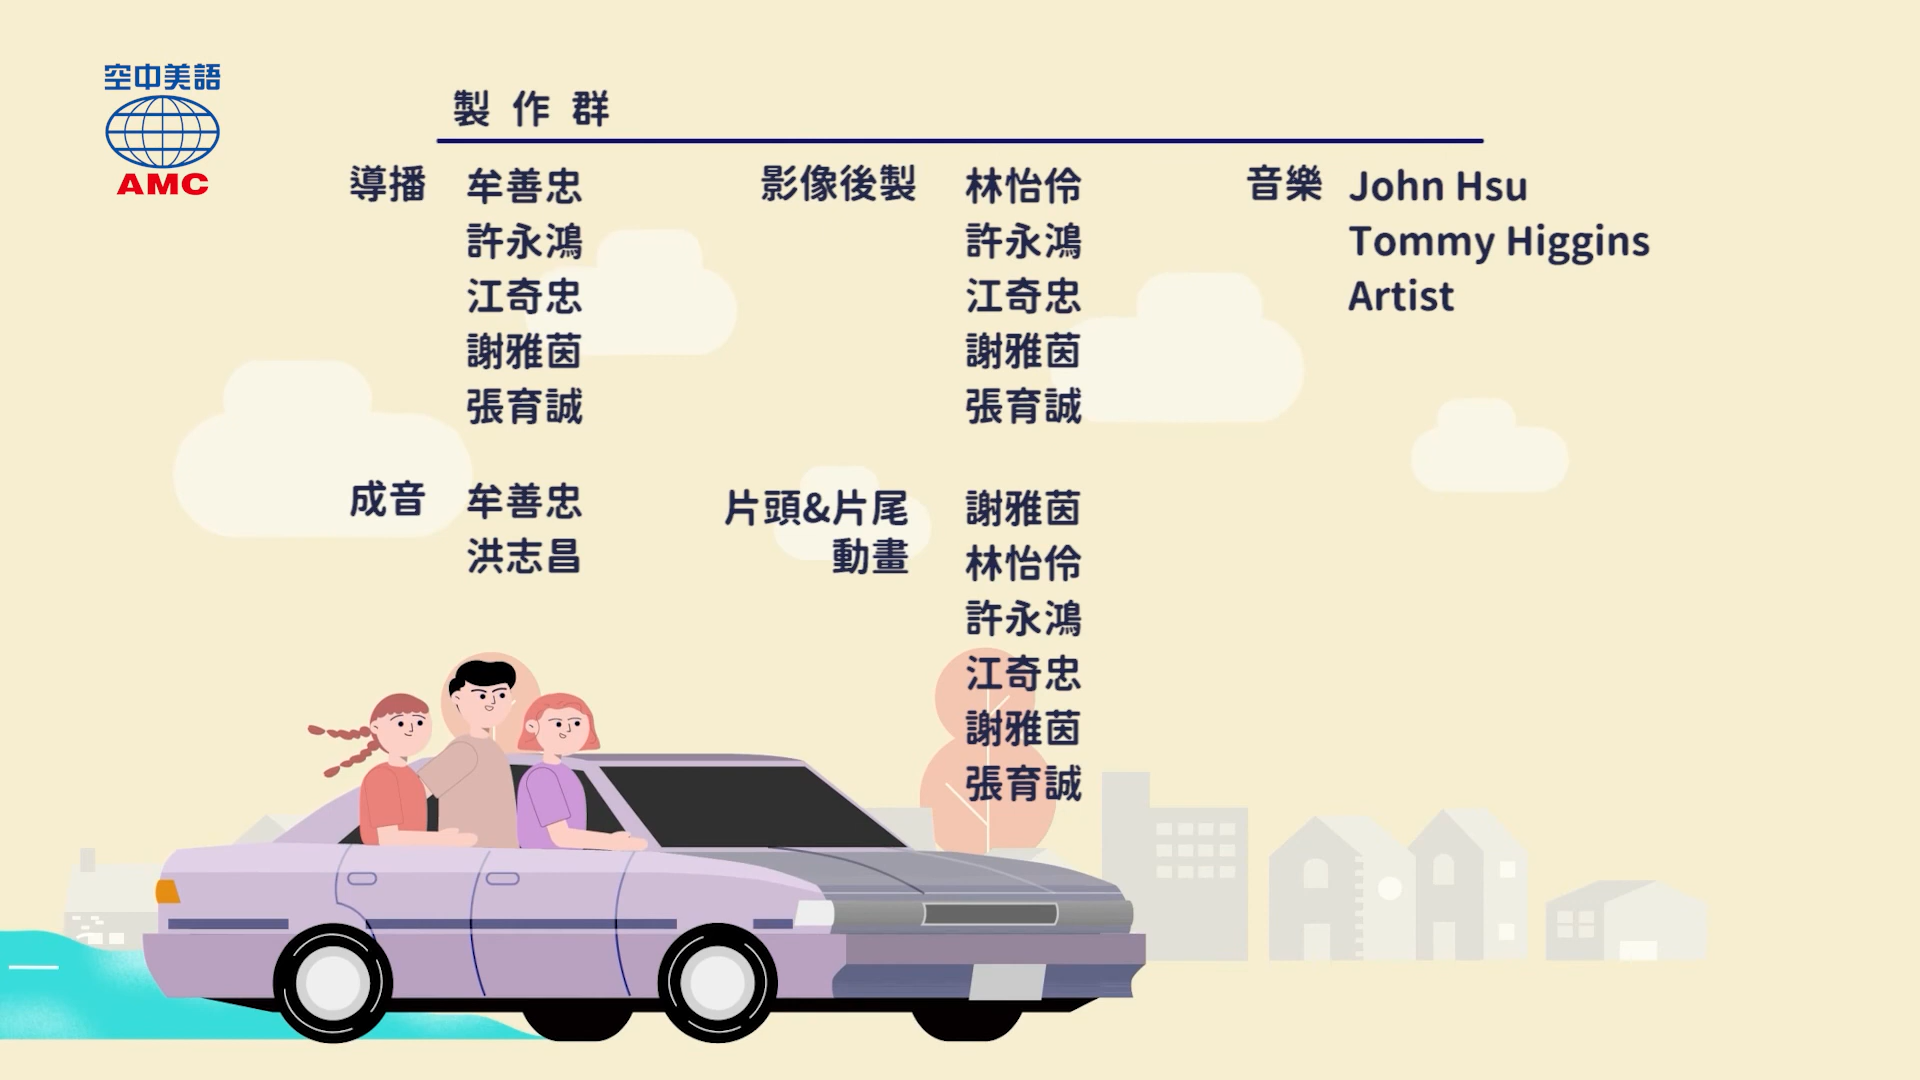 空中美語
AMC
製作群
導播
牟善忠
許永鴻
江奇忠
謝雅茵
張育誠
成音
牟善忠
洪志昌
影像後製
林怡伶
許永鴻
江奇忠
謝雅茵
張育誠
片頭&片尾
動畫
謝雅茵
林怡伶
許永鴻
江奇忠
謝雅茵
張育誠
音樂
John Hsu
Tommy Higgins
Artist